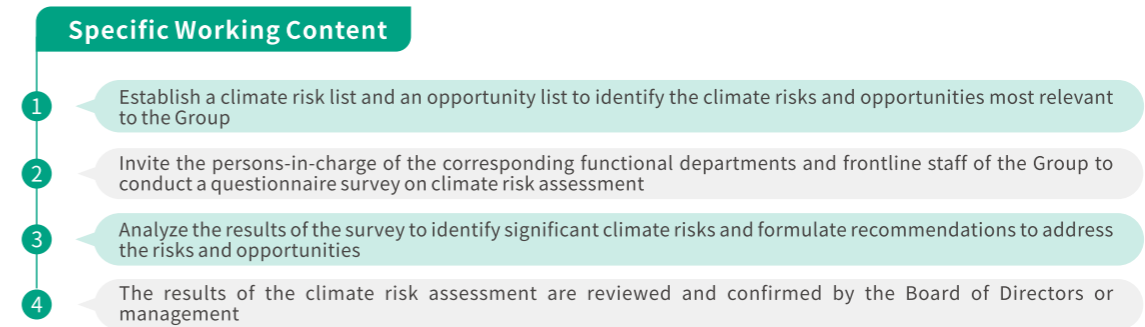 Specific Working Content
1
Establish a climate risk list and an opportunity list to identify the climate risks and opportunities most relevant
to the Group
2
Invite the persons-in-charge of the corresponding functional departments and frontline staff of the Group to
conduct a questionnaire survey on climate risk assessment
3
Analyze the results of the survey to identify significant climate risks and formulate recommendations to address
the risks and opportunities
4
The results of the climate risk assessment are reviewed and confirmed by the Board of Directors or
management